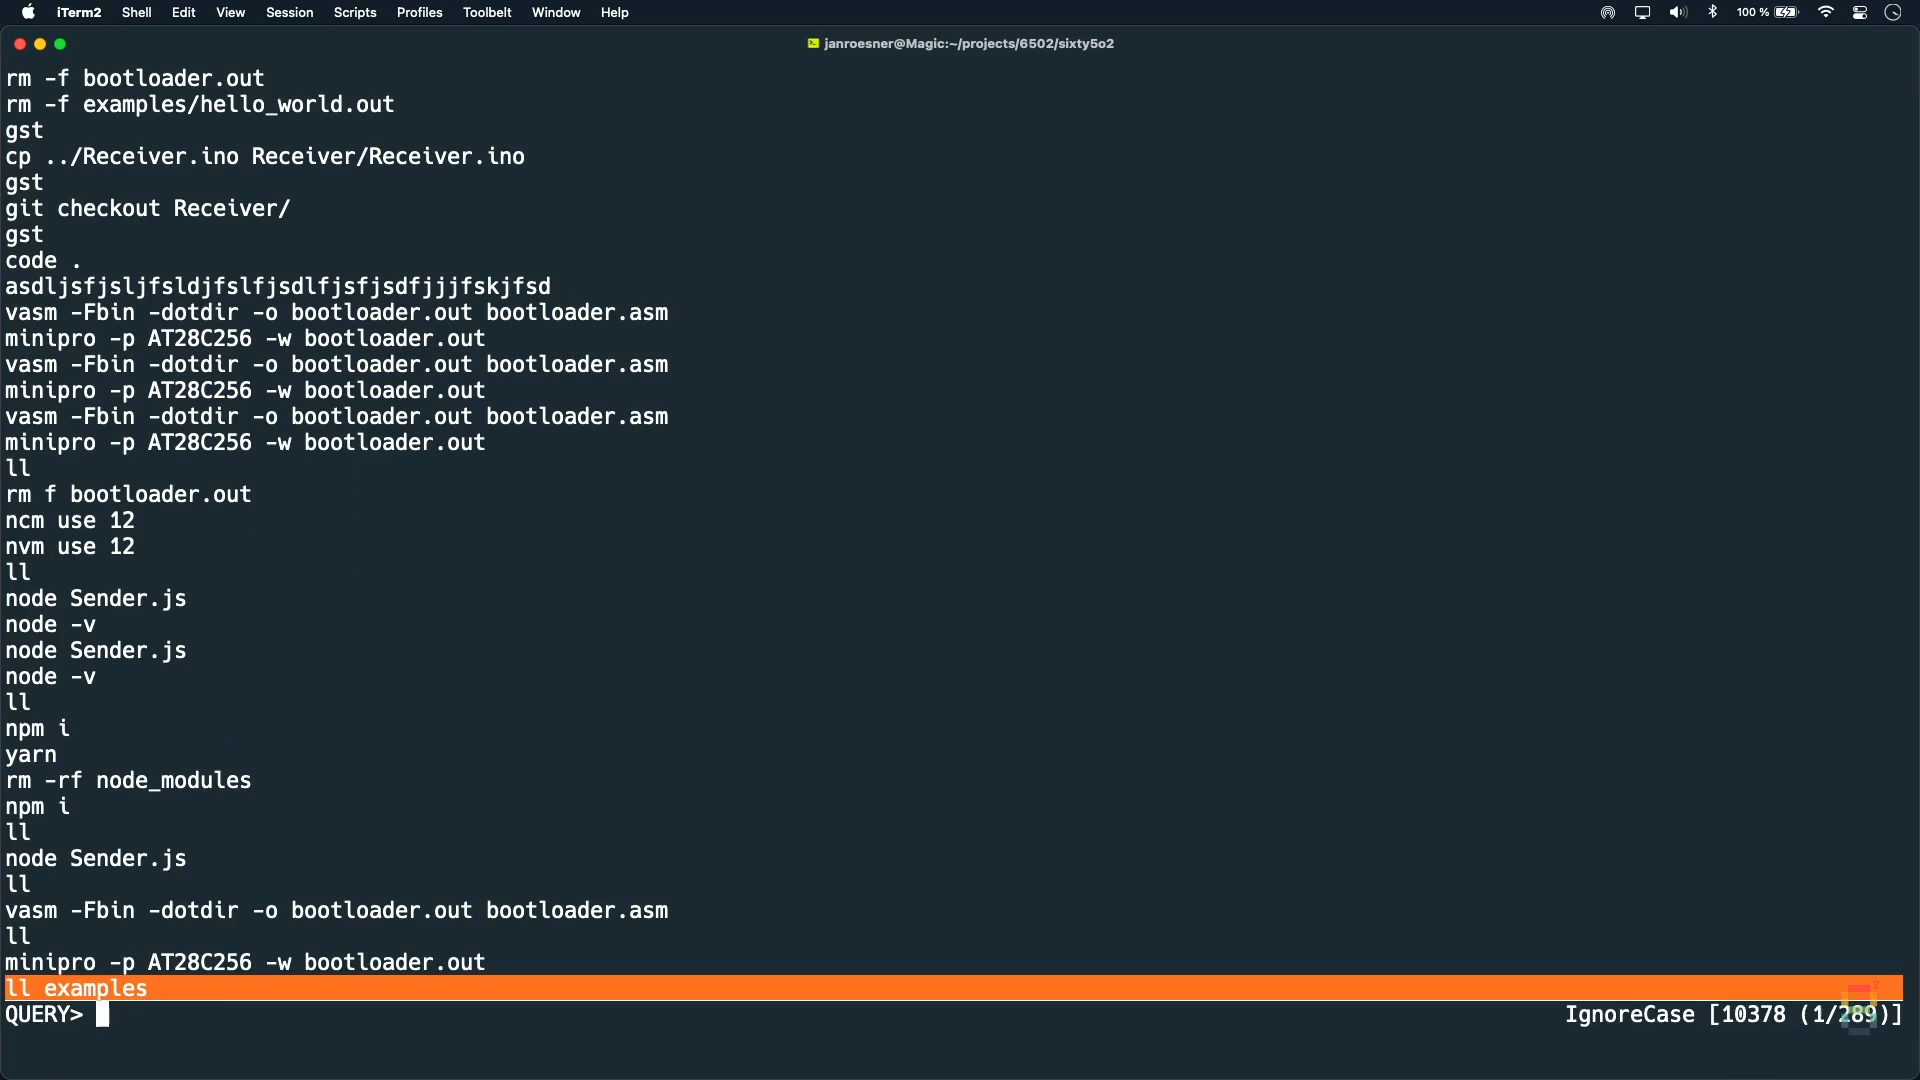 iTerm2 Shell Edit View Session Scripts Profiles Toolbelt Window Help 100 %
janroesner@Magic:~/projects/6502/sixty5o2
rm -f bootloader.out
rm -f examples/hello_world.out
gst
cp ../Receiver.ino Receiver/Receiver.ino
gst
git checkout Receiver/
gst
code .
asdljsfjsljfsldjfslfjsdlfjsfjsdfjjjfskjfsd
vasm -Fbin -dotdir -o bootloader.out bootloader.asm
minipro -p AT28C256 -w bootloader.out
vasm -Fbin -dotdir -o bootloader.out bootloader.asm
minipro -p AT28C256 -w bootloader.out
vasm -Fbin -dotdir -o bootloader.out bootloader.asm
minipro -p AT28C256 -w bootloader.out
ll
rm f bootloader.out
ncm use 12
nvm use 12
ll
node Sender.js
node -v
node Sender.js
node -v
ll
npm i
yarn
rm -rf node_modules
npm i
ll
node Sender.js
ll
vasm -Fbin -dotdir -o bootloader.out bootloader.asm
ll
minipro -p AT28C256 -w bootloader.out
ll examples
QUERY> IgnoreCase [10378 (1/289)]